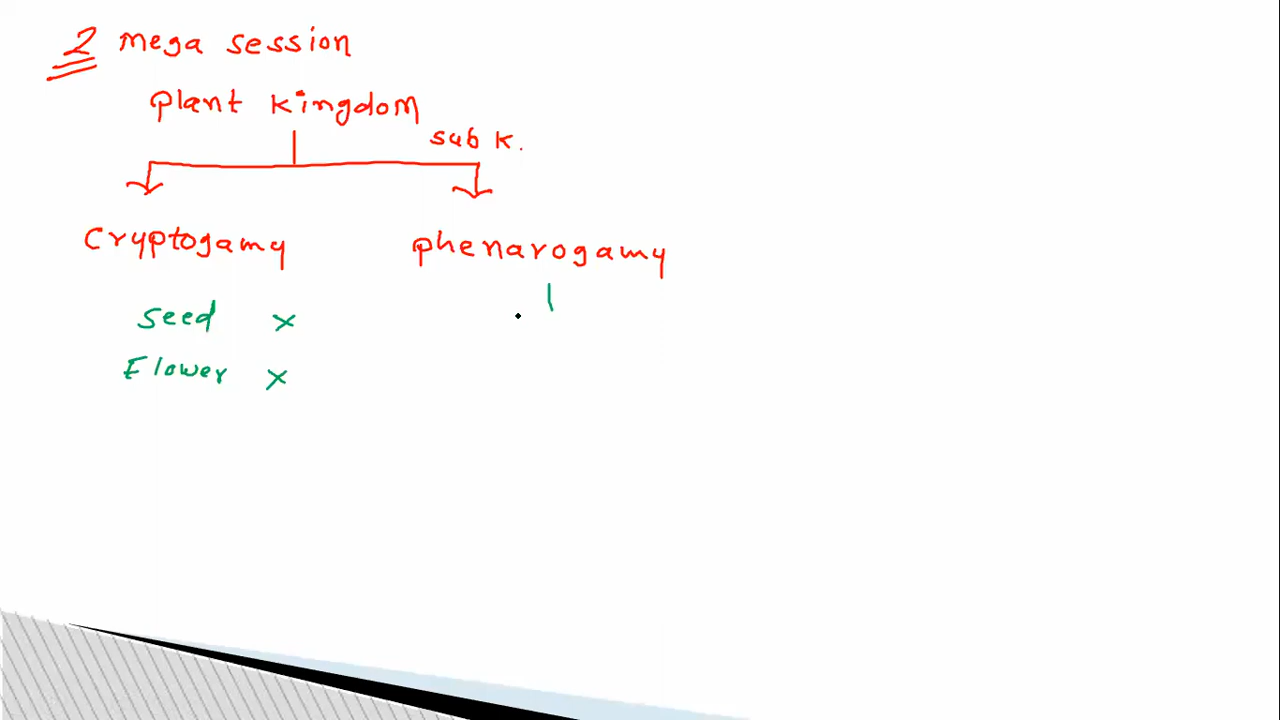 2 mega session
plant kingdom
sub k.
Cryptogamy phenarogamy
seed x
Flower x